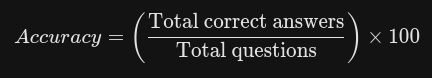 Accuracy = (Total correct answers / Total questions) × 100